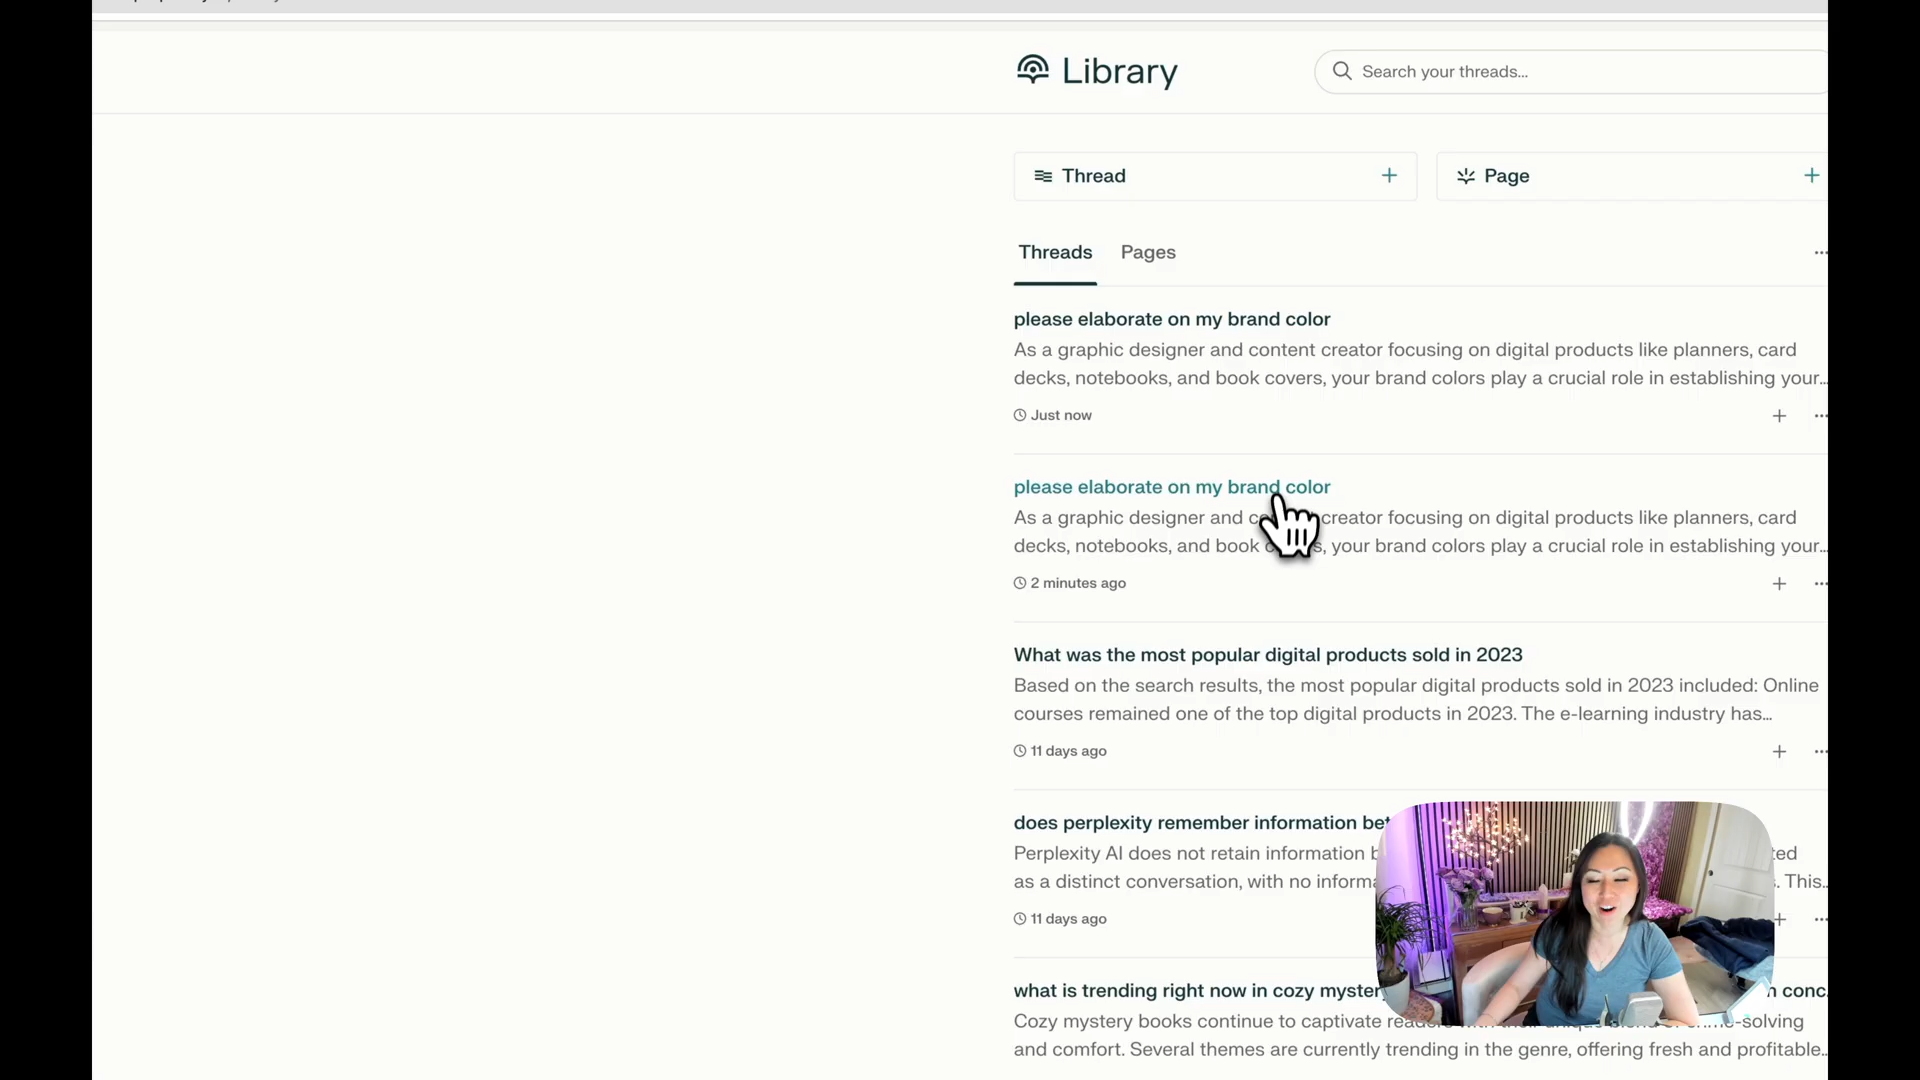 Library
Search your threads...
Thread
Page
Threads Pages
please elaborate on my brand color
As a graphic designer and content creator focusing on digital products like planners, card
decks, notebooks, and book covers, your brand colors play a crucial role in establishing your...
Just now
please elaborate on my brand color
As a graphic designer and creator focusing on digital products like planners, card
decks, notebooks, and book your brand colors play a crucial role in establishing your...
2 minutes ago
What was the most popular digital products sold in 2023
Based on the search results, the most popular digital products sold in 2023 included: Online
courses remained one of the top digital products in 2023. The e-learning industry has...
11 days ago
does perplexity remember information bet
Perplexity AI does not retain information b
as a distinct conversation, with no informa This...
11 days ago
what is trending right now in cozy myster conc...
Cozy mystery books continue to captivate -solving
and comfort. Several themes are currently trending in the genre, offering fresh and profitable...